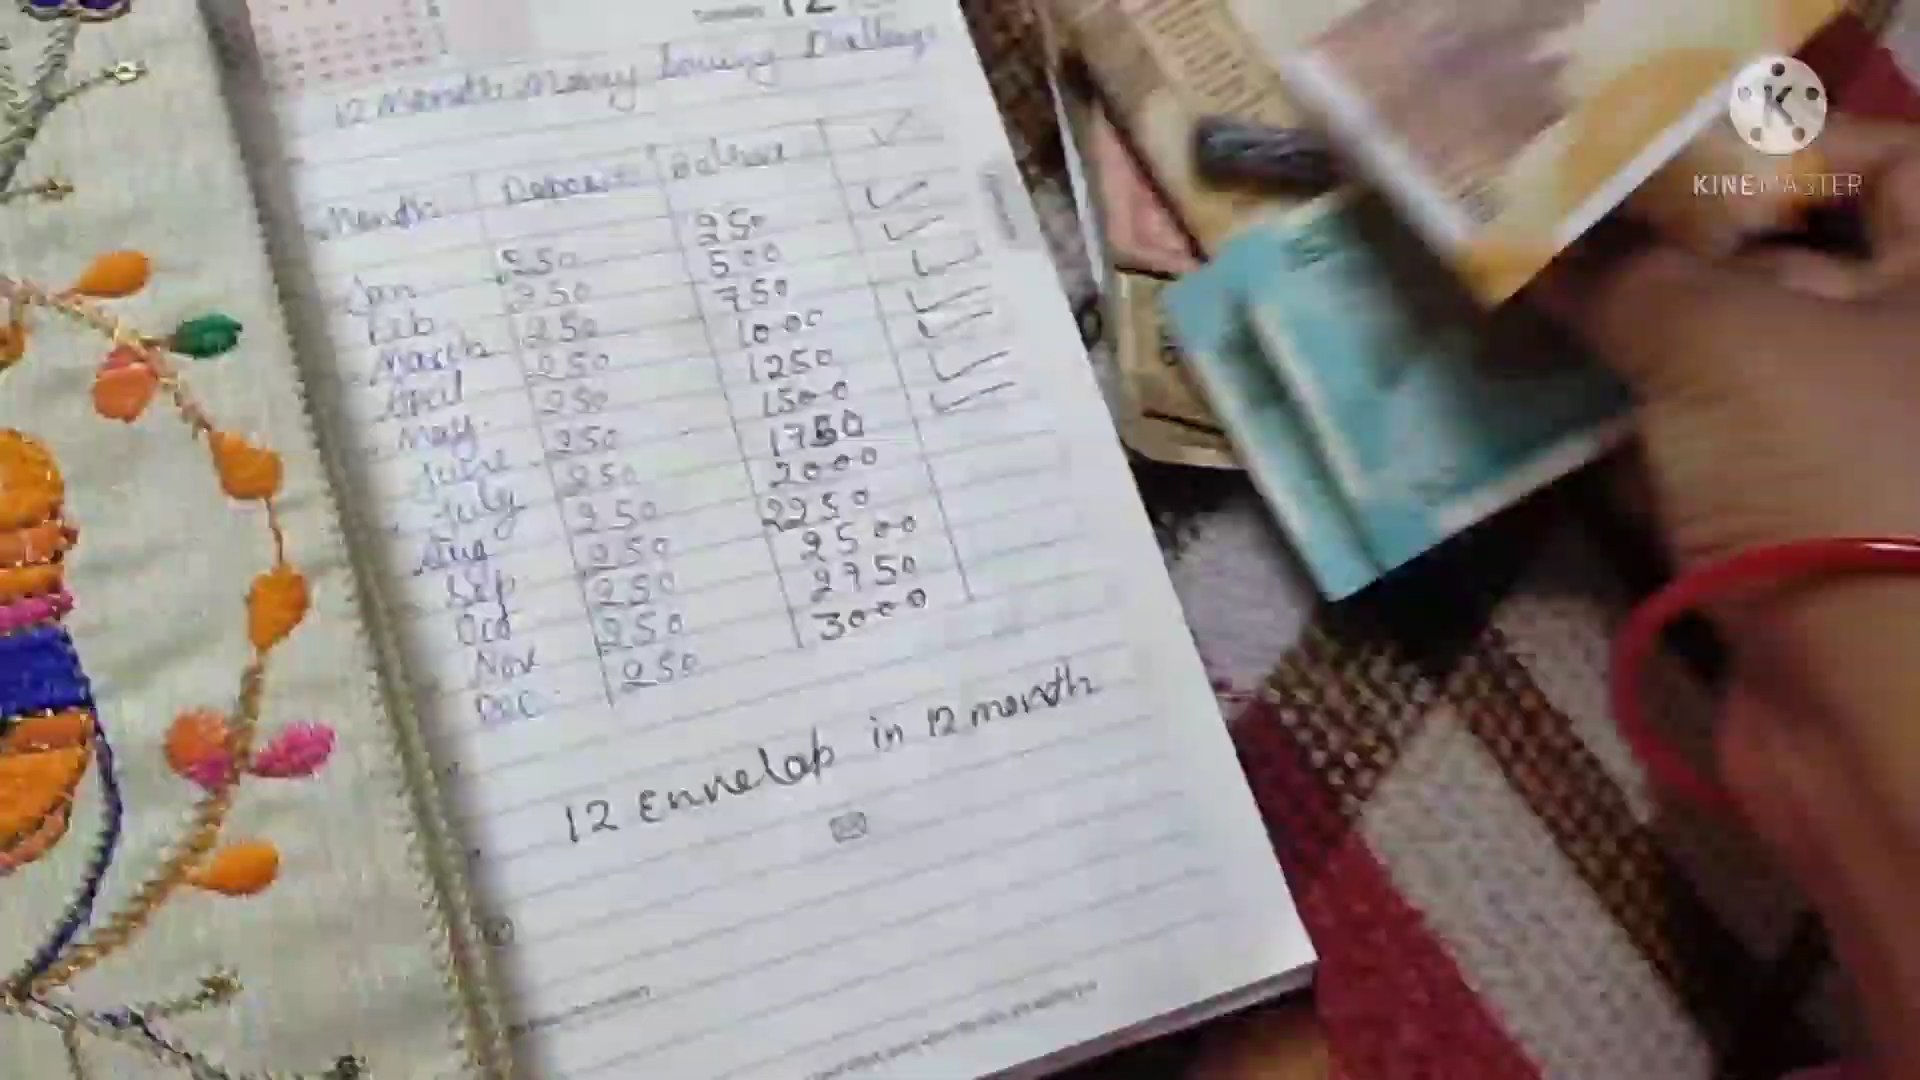 12
12 Month Money Saving Challenge
Month Deposit Balance ✓
Jan 250 250 ✓
Feb 250 500 ✓
March 250 750 ✓
April 250 1000 ✓
May 250 1250 ✓
June 250 1500 ✓
July 250 1750 ✓
Aug 250 2000
Sep 250 2250
Oct 250 2500
Nov 250 2750
Dec 250 3000
12 Ennelap in 12 month
K
KINEMASTER